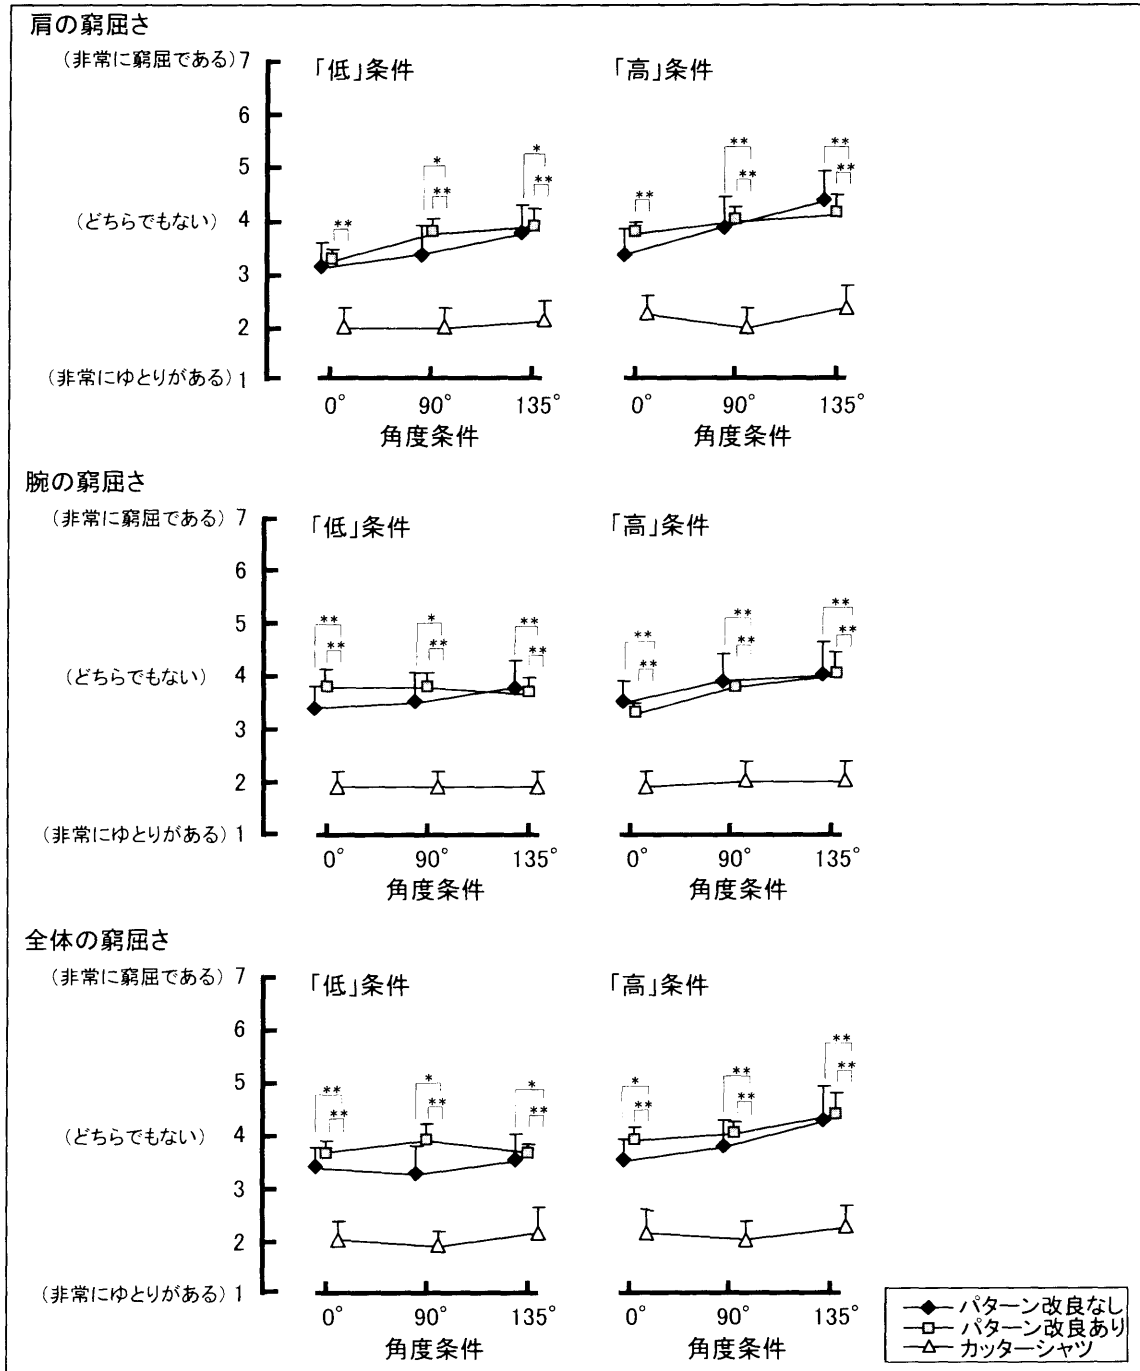 肩の窮屈さ
(非常に窮屈である) 7
「低」条件
「高」条件
6
**
**
5
*
*
**
**
**
**
**
(どちらでもない) 4
**
3
2
(非常にゆとりがある) 1
0° 90° 135°
0° 90° 135°
角度条件
角度条件
腕の窮屈さ
(非常に窮屈である) 7
「低」条件
「高」条件
6
5
** * **
** ** **
** ** **
** ** **
(どちらでもない) 4
3
2
(非常にゆとりがある) 1
0° 90° 135°
0° 90° 135°
角度条件
角度条件
全体の窮屈さ
(非常に窮屈である) 7
「低」条件
「高」条件
6
5
** * *
* ** **
** ** **
** ** **
(どちらでもない) 4
3
2
(非常にゆとりがある) 1
0° 90° 135°
0° 90° 135°
角度条件
角度条件
パターン改良なし
パターン改良あり
カッターシャツ